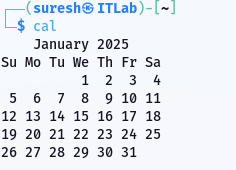 ┌──(suresh㉿ITLab)-[~]
└─$ cal
    January 2025
Su Mo Tu We Th Fr Sa
          1  2  3  4
 5  6  7  8  9 10 11
12 13 14 15 16 17 18
19 20 21 22 23 24 25
26 27 28 29 30 31